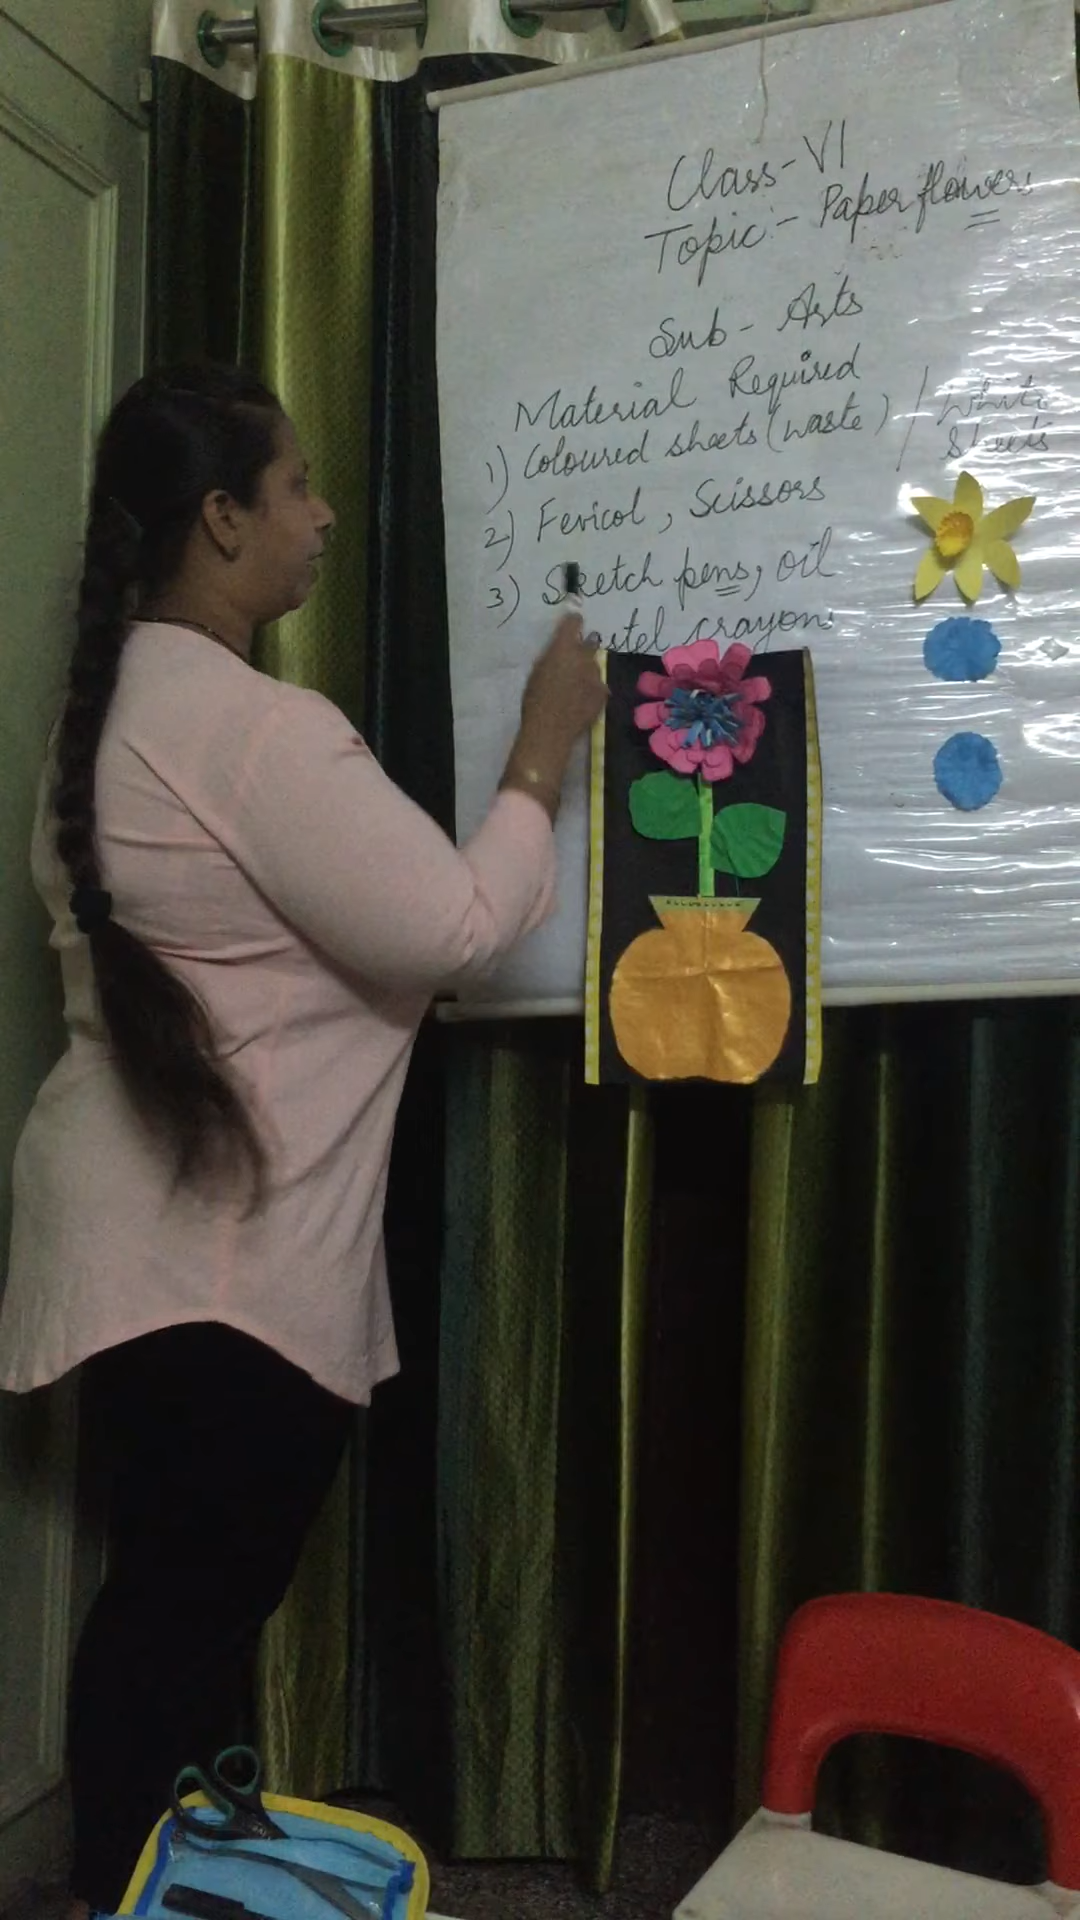 Class-VI
Topic:- Paper flowers
Sub- Arts
Material Required
1) Coloured sheets (waste) / White sheets
2) Fevicol, Scissors
3) Sketch pens, oil
pastel crayons